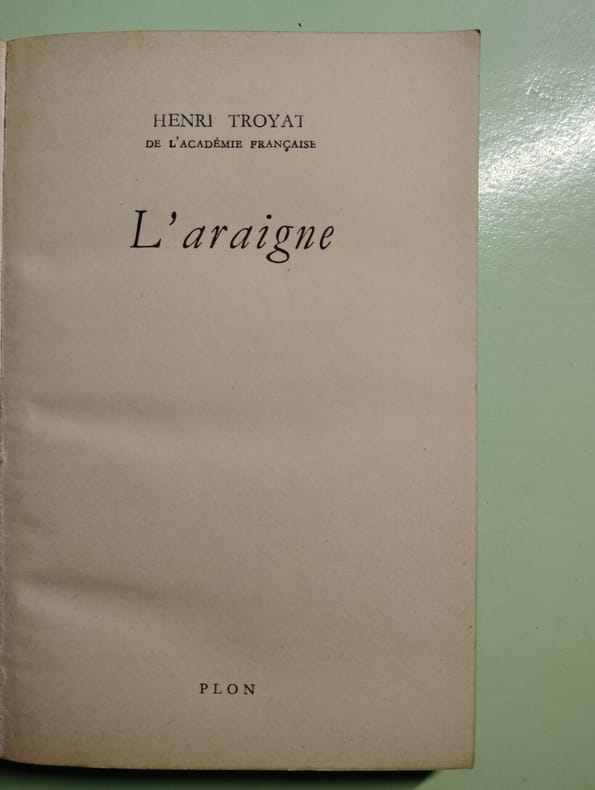 HENRI TROYAT
DE L'ACADÉMIE FRANÇAISE
L'araigne
PLON